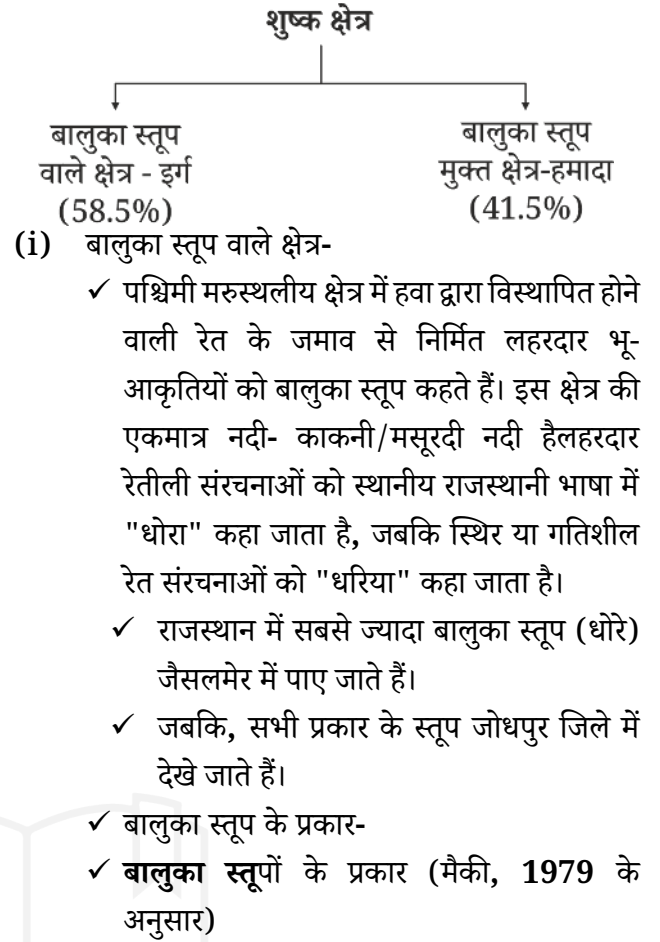 शुष्क क्षेत्र
बालुका स्तूप
वाले क्षेत्र - इर्ग
(58.5%)
बालुका स्तूप
मुक्त क्षेत्र-हमादा
(41.5%)
(i) बालुका स्तूप वाले क्षेत्र-
✓ पश्चिमी मरुस्थलीय क्षेत्र में हवा द्वारा विस्थापित होने
वाली रेत के जमाव से निर्मित लहरदार भू-
आकृतियों को बालुका स्तूप कहते हैं। इस क्षेत्र की
एकमात्र नदी- काकनी/मसूरदी नदी हैलहरदार
रेतीली संरचनाओं को स्थानीय राजस्थानी भाषा में
"धोरा" कहा जाता है, जबकि स्थिर या गतिशील
रेत संरचनाओं को "धरिया" कहा जाता है।
✓ राजस्थान में सबसे ज्यादा बालुका स्तूप (धोरे)
जैसलमेर में पाए जाते हैं।
✓ जबकि, सभी प्रकार के स्तूप जोधपुर जिले में
देखे जाते हैं।
✓ बालुका स्तूप के प्रकार-
✓ बालुका स्तूपों के प्रकार (मैकी, 1979 के
अनुसार)